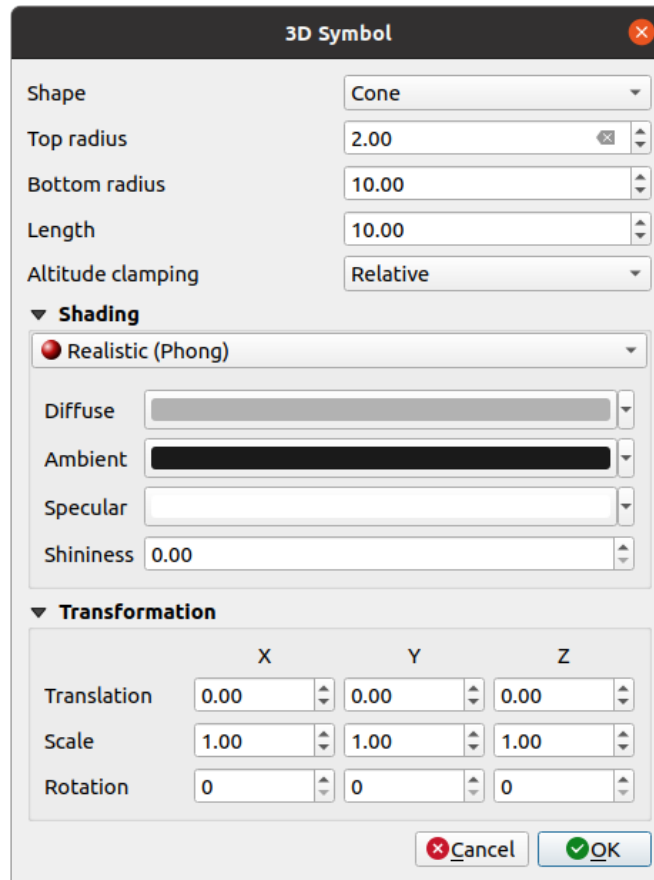 3D Symbol
Shape Cone
Top radius 2.00
Bottom radius 10.00
Length 10.00
Altitude clamping Relative
Shading
Realistic (Phong)
Diffuse
Ambient
Specular
Shininess 0.00
Transformation
X Y Z
Translation 0.00 0.00 0.00
Scale 1.00 1.00 1.00
Rotation 0 0 0
Cancel OK